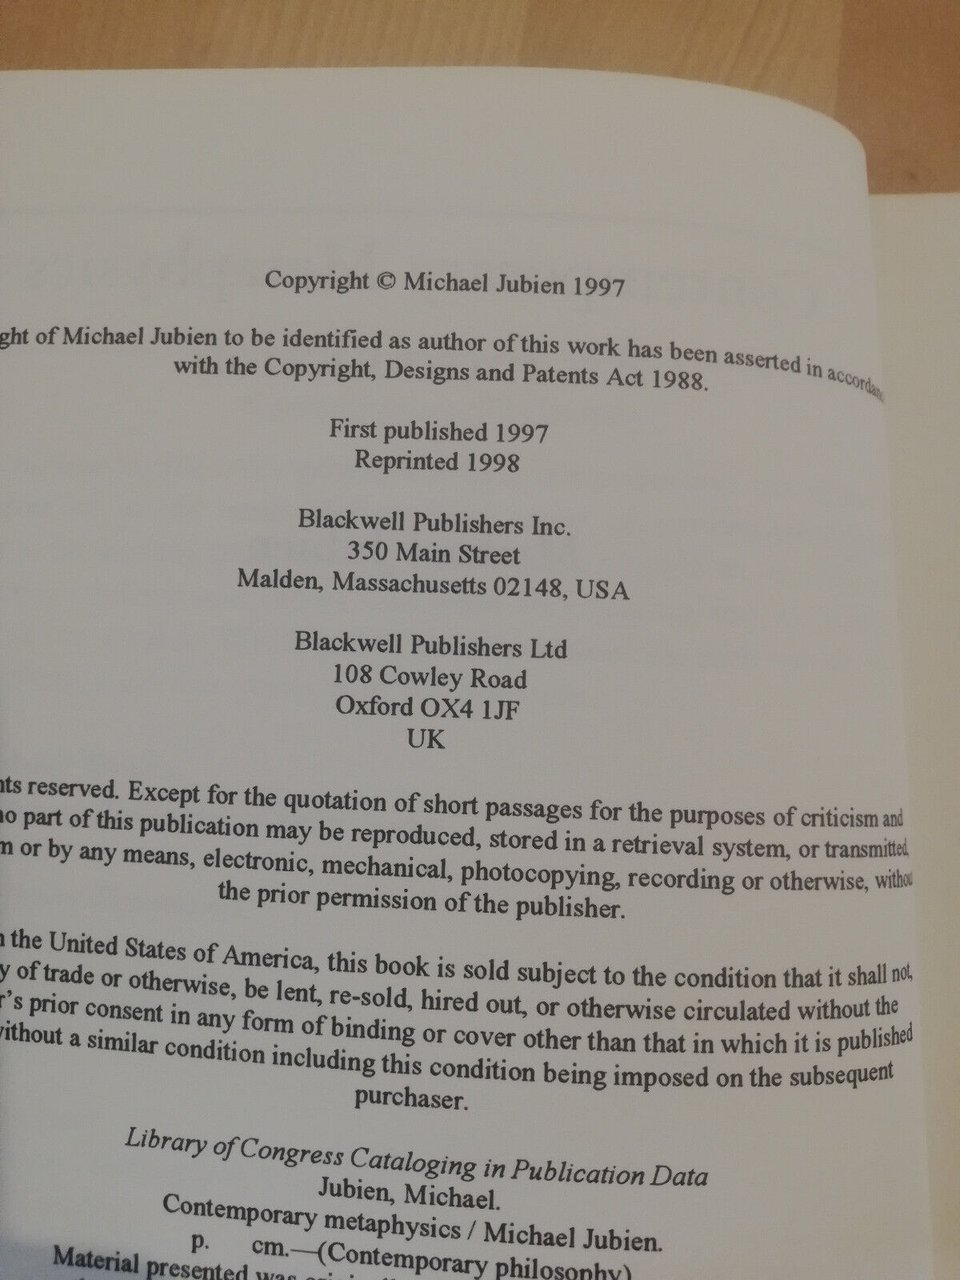 Copyright © Michael Jubien 1997
ght of Michael Jubien to be identified as author of this work has been asserted in accordanc
with the Copyright, Designs and Patents Act 1988.
First published 1997
Reprinted 1998
Blackwell Publishers Inc.
350 Main Street
Malden, Massachusetts 02148, USA
Blackwell Publishers Ltd
108 Cowley Road
Oxford OX4 1JF
UK
nts reserved. Except for the quotation of short passages for the purposes of criticism and
no part of this publication may be reproduced, stored in a retrieval system, or transmitted,
m or by any means, electronic, mechanical, photocopying, recording or otherwise, withou
the prior permission of the publisher.
n the United States of America, this book is sold subject to the condition that it shall not,
y of trade or otherwise, be lent, re-sold, hired out, or otherwise circulated without the
r's prior consent in any form of binding or cover other than that in which it is published
vithout a similar condition including this condition being imposed on the subsequent
purchaser.
Library of Congress Cataloging in Publication Data
Jubien, Michael.
Contemporary metaphysics / Michael Jubien.
p. cm.—(Contemporary philosophy)
Material presented was